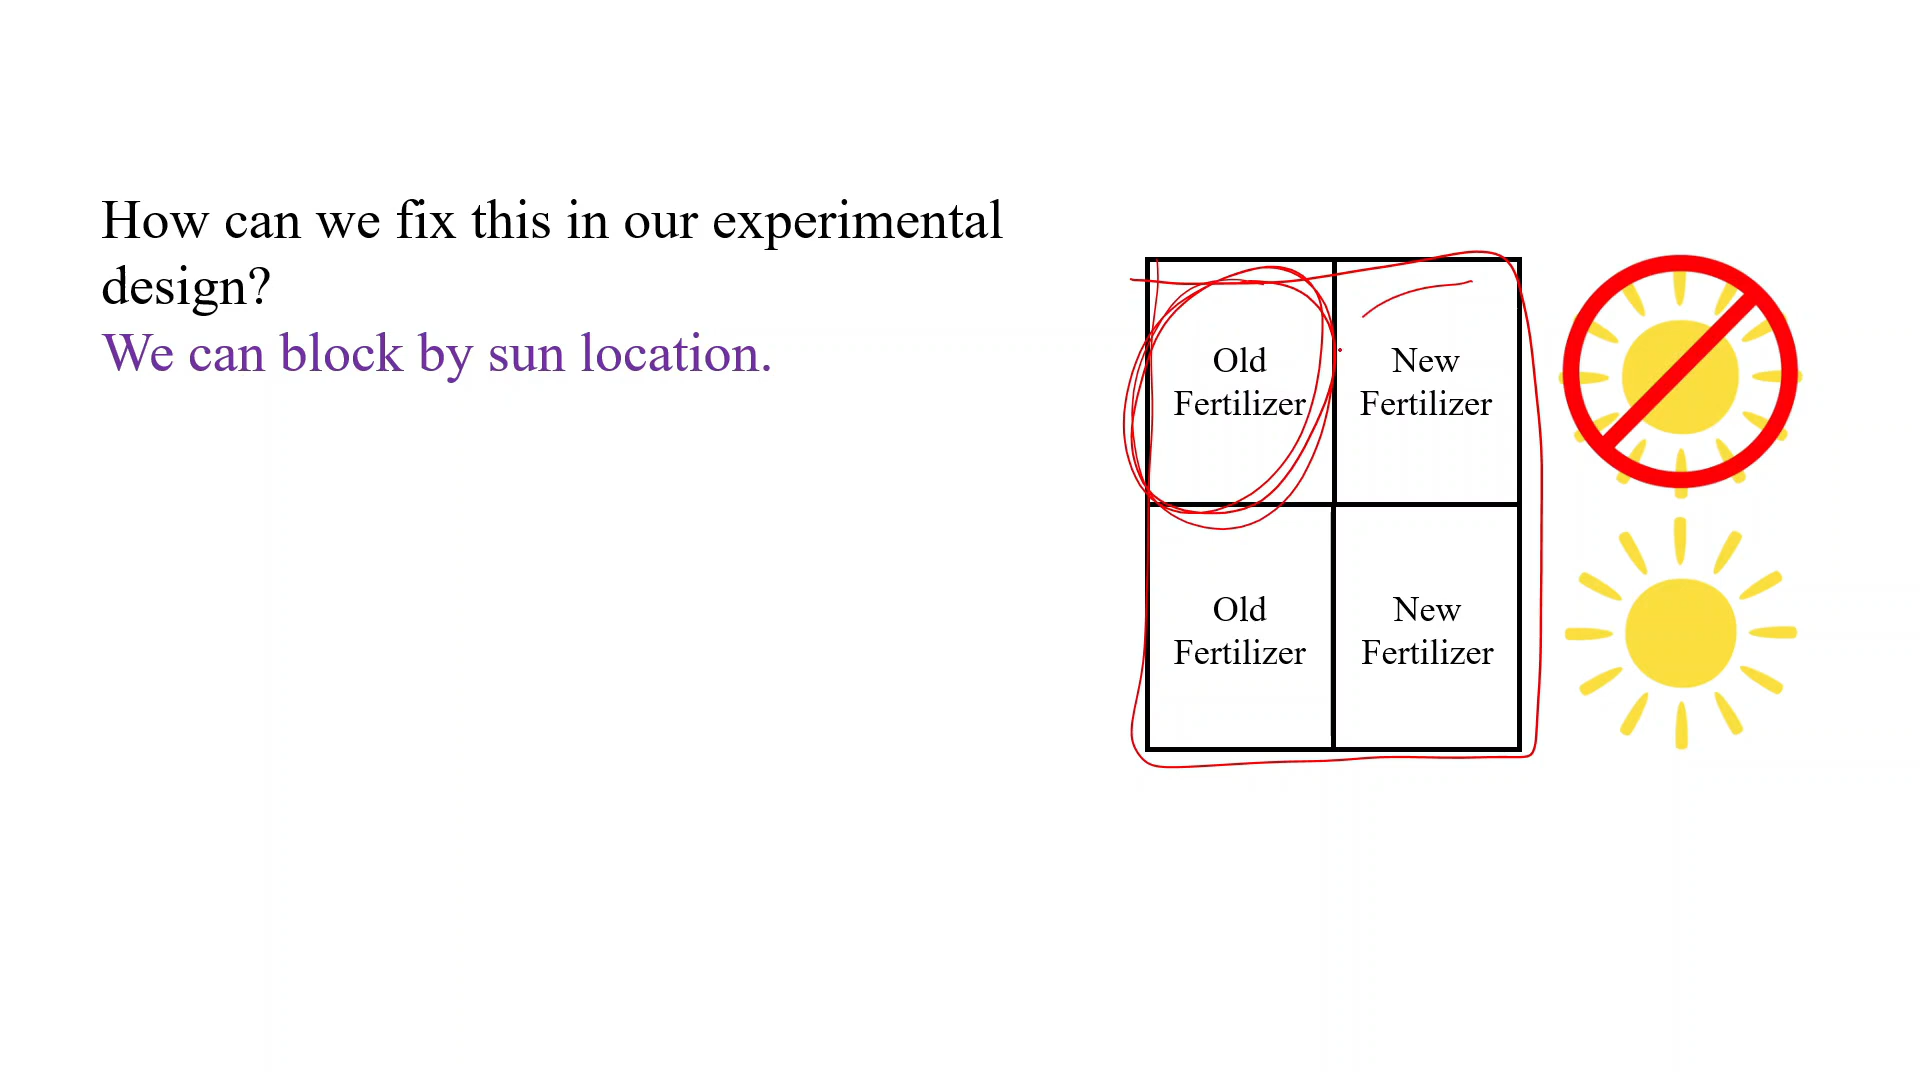 How can we fix this in our experimental
design?
We can block by sun location.
Old
Fertilizer
New
Fertilizer
Old
Fertilizer
New
Fertilizer